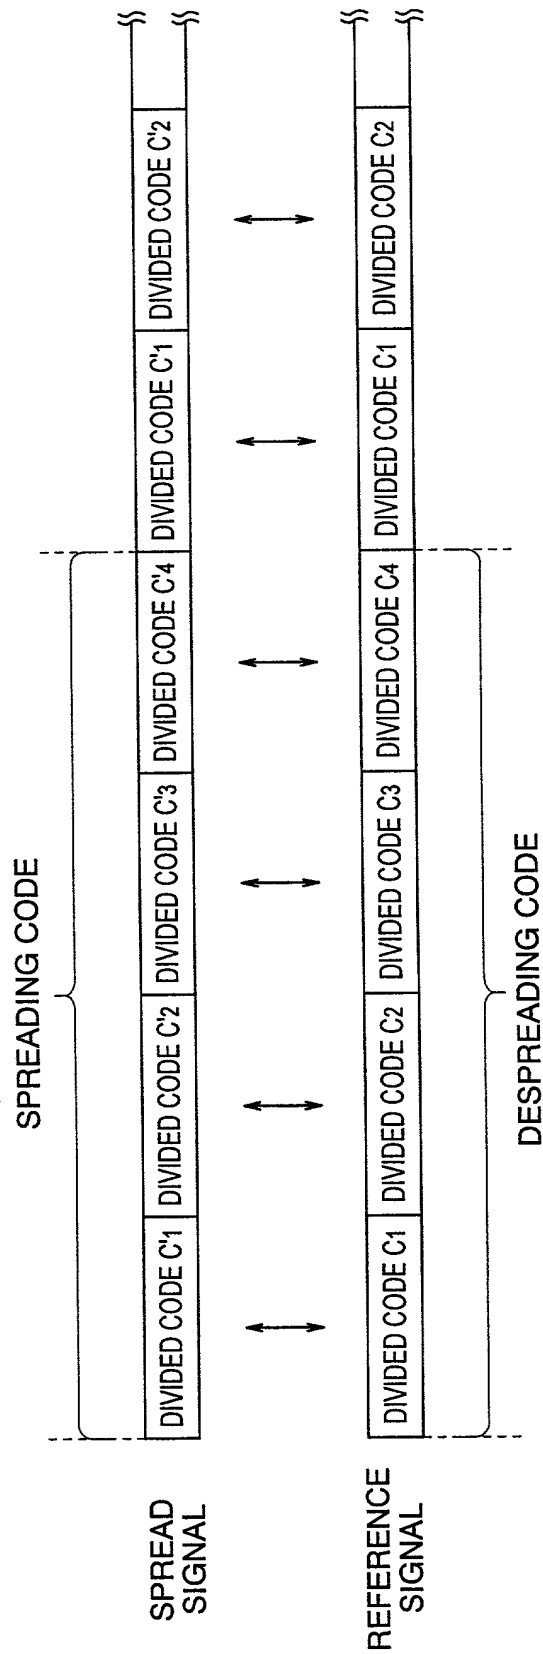 SPREADING CODE
SPREAD
SIGNAL
DIVIDED CODE C'1
DIVIDED CODE C'2
DIVIDED CODE C'3
DIVIDED CODE C'4
DIVIDED CODE C'1
DIVIDED CODE C'2
REFERENCE
SIGNAL
DIVIDED CODE C1
DIVIDED CODE C2
DIVIDED CODE C3
DIVIDED CODE C4
DIVIDED CODE C1
DIVIDED CODE C2
DESPREADING CODE